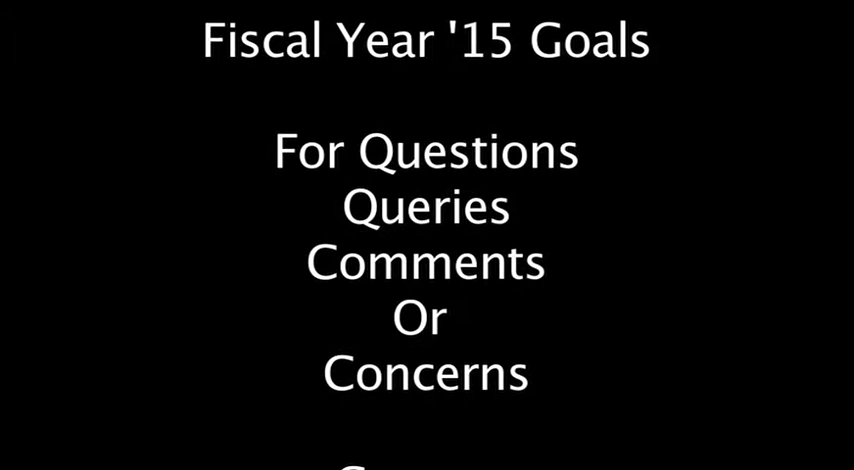 Fiscal Year '15 Goals
For Questions
Queries
Comments
Or
Concerns